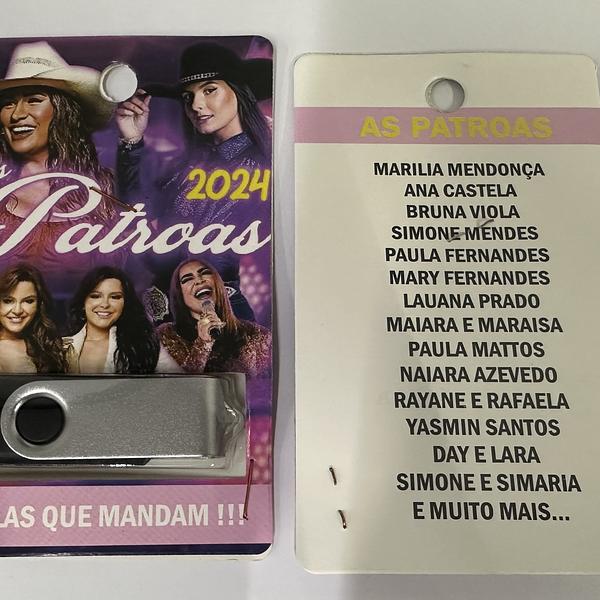 s
2024
Patroas
LAS QUE MANDAM !!!
AS PATROAS
MARILIA MENDONÇA
ANA CASTELA
BRUNA VIOLA
SIMONE MENDES
PAULA FERNANDES
MARY FERNANDES
LAUANA PRADO
MAIARA E MARAISA
PAULA MATTOS
NAIARA AZEVEDO
RAYANE E RAFAELA
YASMIN SANTOS
DAY E LARA
SIMONE E SIMARIA
E MUITO MAIS...